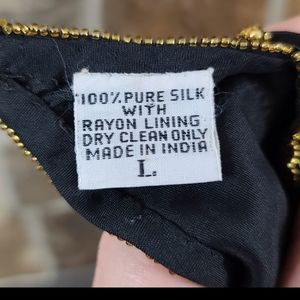 100% PURE SILK
WITH
RAYON LINING
DRY CLEAN ONLY
MADE IN INDIA
L.